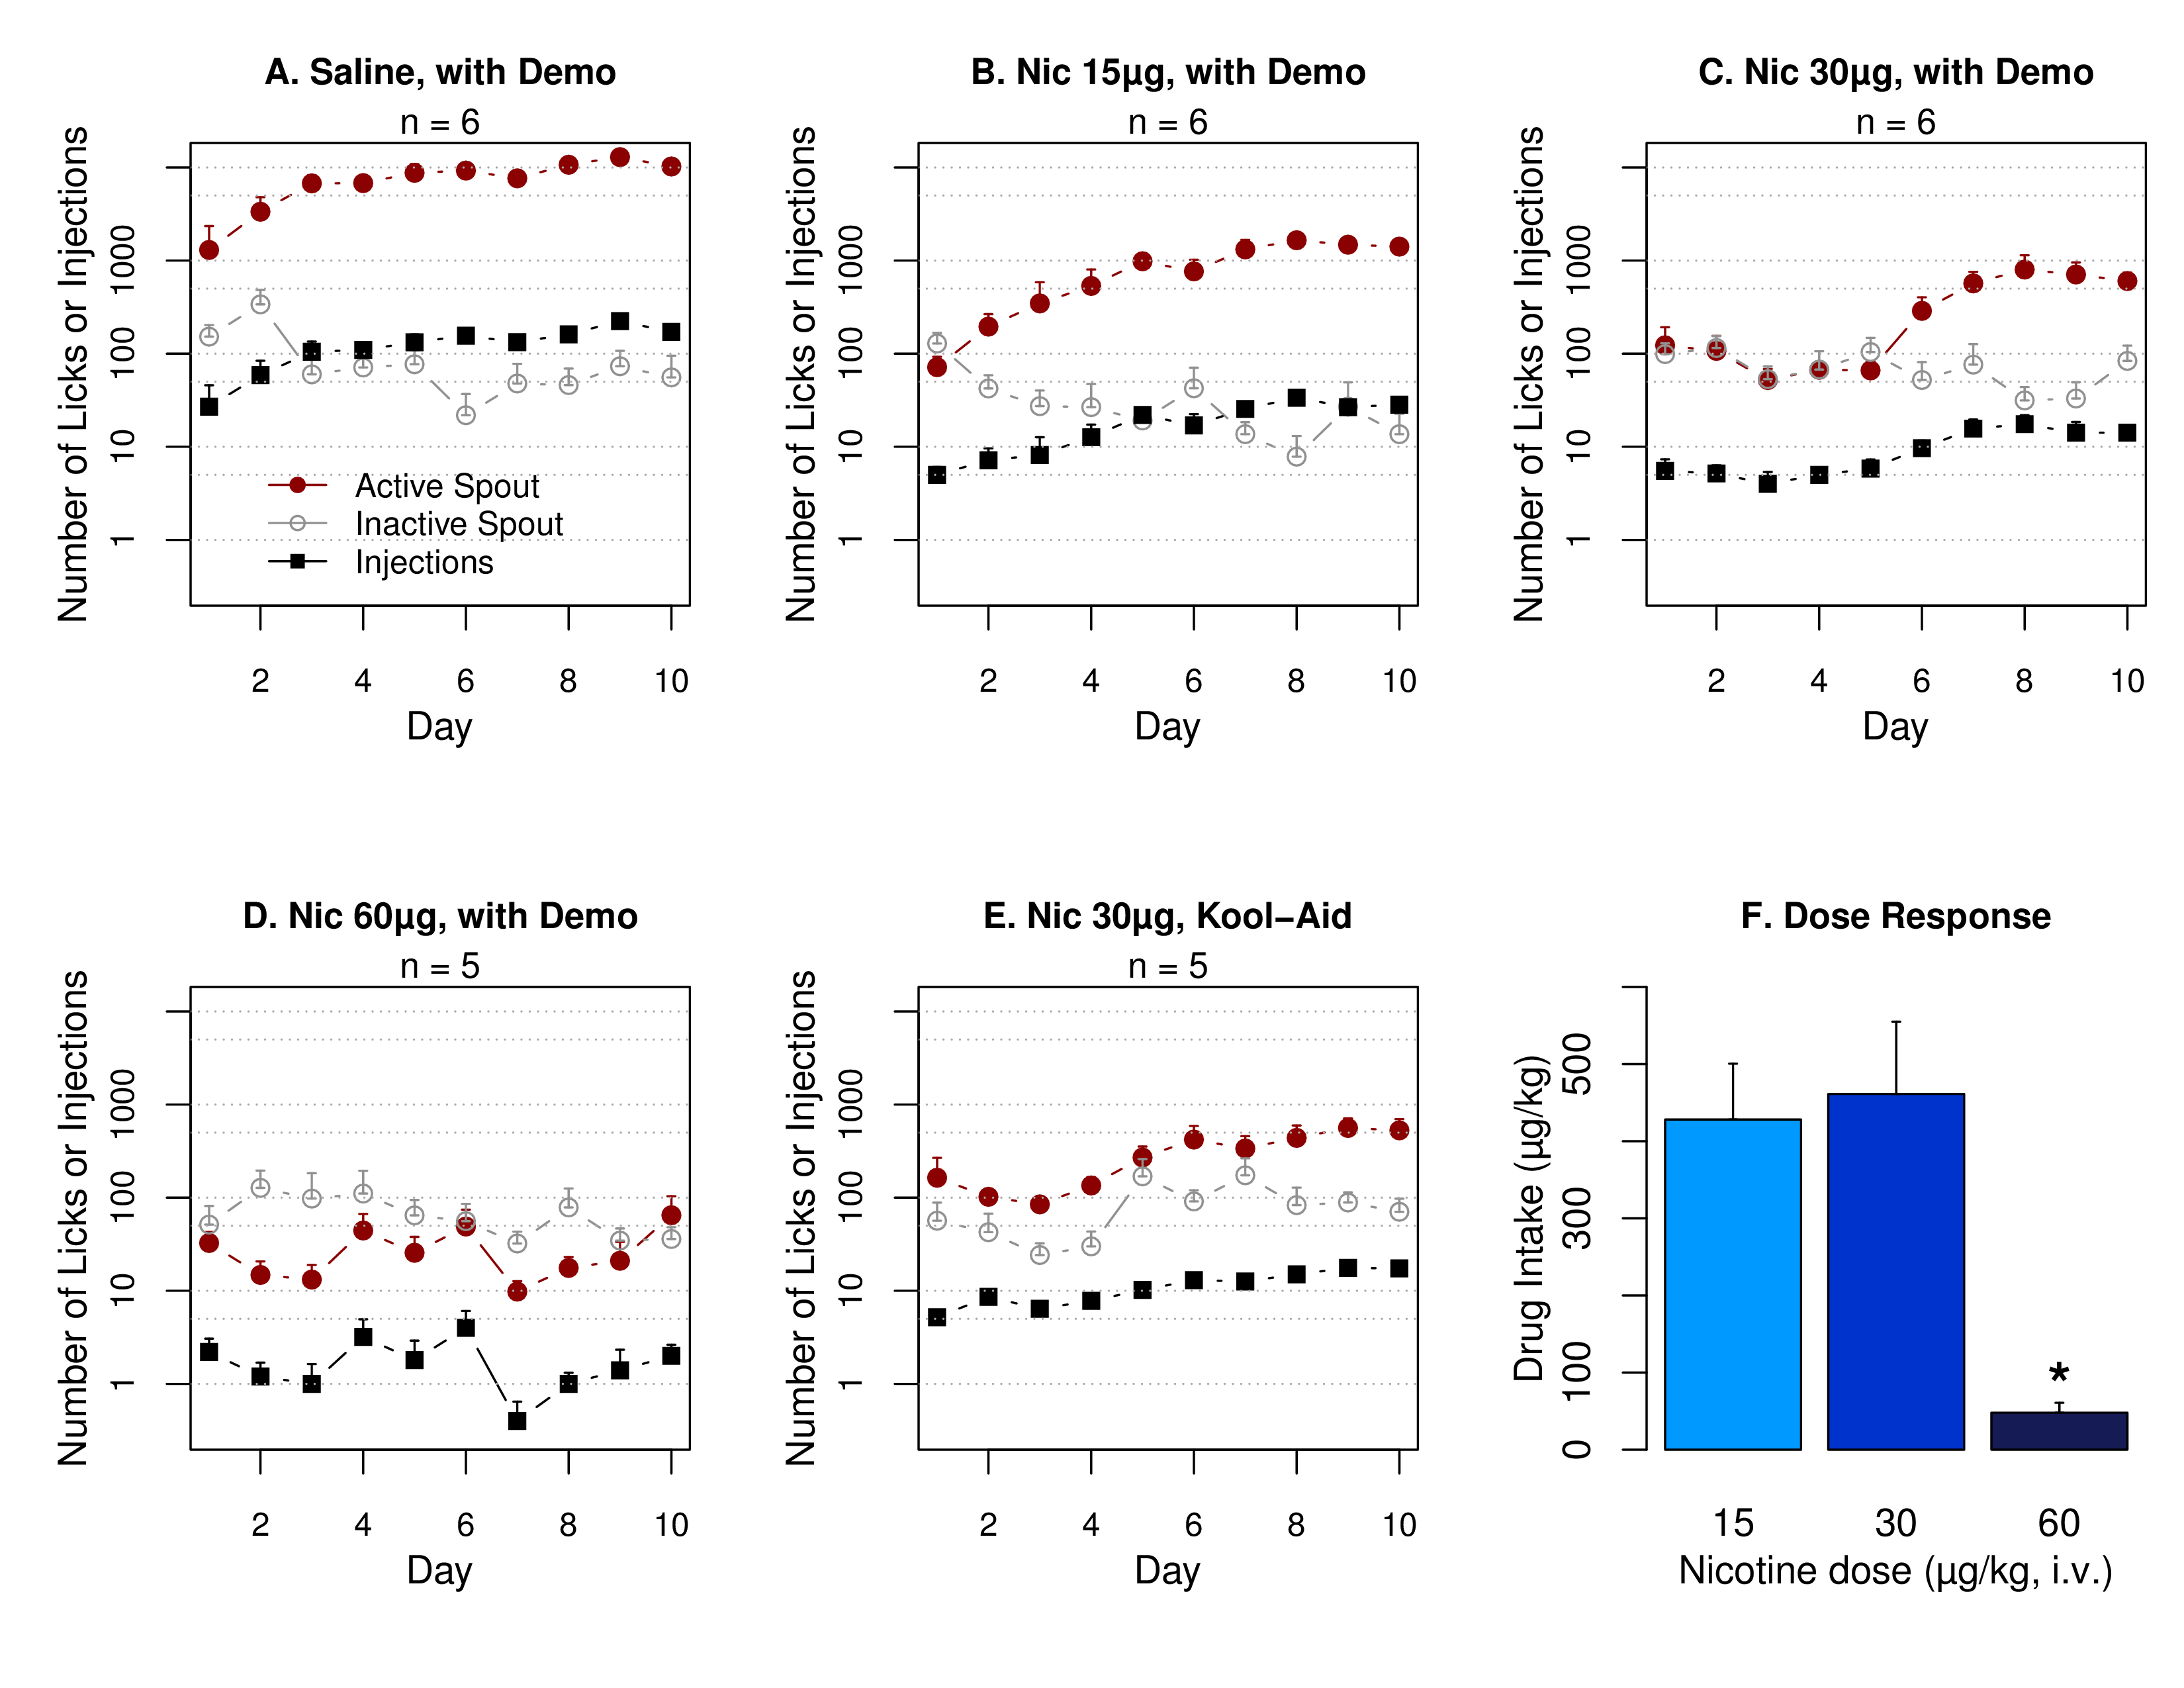 A. Saline, with Demo
n = 6
Number of Licks or Injections
1 10 100 1000
Active Spout
Inactive Spout
Injections
2 4 6 8 10
Day
B. Nic 15µg, with Demo
n = 6
Number of Licks or Injections
1 10 100 1000
2 4 6 8 10
Day
C. Nic 30µg, with Demo
n = 6
Number of Licks or Injections
1 10 100 1000
2 4 6 8 10
Day
D. Nic 60µg, with Demo
n = 5
Number of Licks or Injections
1 10 100 1000
2 4 6 8 10
Day
E. Nic 30µg, Kool−Aid
n = 5
Number of Licks or Injections
1 10 100 1000
2 4 6 8 10
Day
F. Dose Response
Drug Intake (µg/kg)
0 100 300 500
*
15 30 60
Nicotine dose (µg/kg, i.v.)